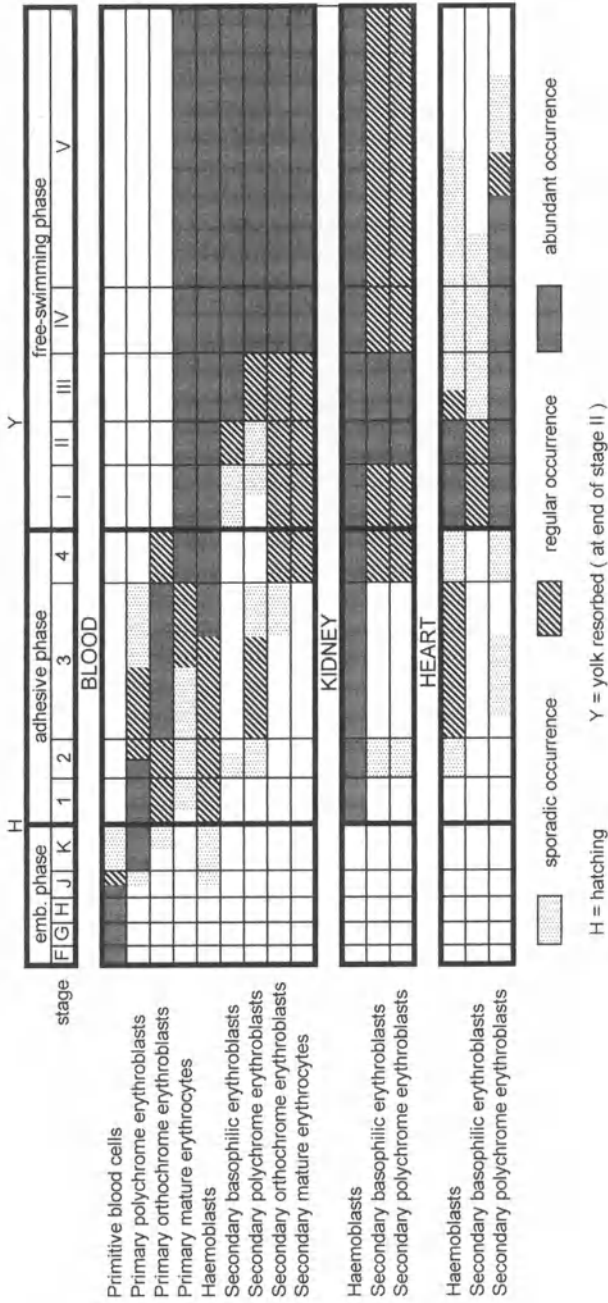 H
Y
emb. phase
adhesive phase
free-swimming phase
stage
F G H J K 1 2 3 4 I II III IV V
BLOOD
Primitive blood cells
Primary polychrome erythroblasts
Primary orthochrome erythroblasts
Primary mature erythrocytes
Haemoblasts
Secondary basophilic erythroblasts
Secondary polychrome erythroblasts
Secondary orthochrome erythroblasts
Secondary mature erythrocytes
KIDNEY
Haemoblasts
Secondary basophilic erythroblasts
Secondary polychrome erythroblasts
HEART
Haemoblasts
Secondary basophilic erythroblasts
Secondary polychrome erythroblasts
sporadic occurrence
regular occurrence
abundant occurrence
H = hatching
Y = yolk resorbed ( at end of stage II )